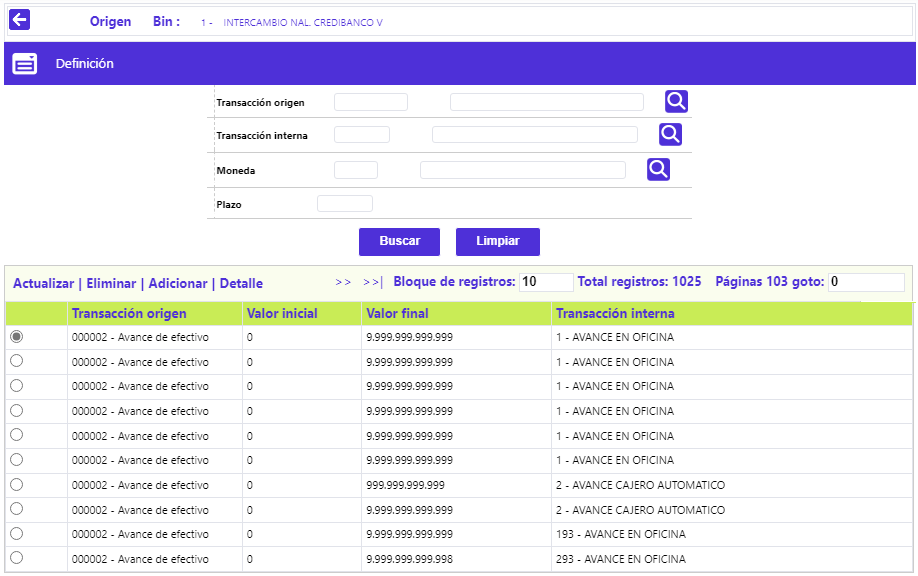 Origen Bin : 1 - INTERCAMBIO NAL. CREDIBANCO V
Definición
Transacción origen
Transacción interna
Moneda
Plazo
Buscar Limpiar
Actualizar | Eliminar | Adicionar | Detalle >> >>| Bloque de registros: 10 Total registros: 1025 Páginas 103 goto: 0
Transacción origen Valor inicial Valor final Transacción interna
000002 - Avance de efectivo 0 9.999.999.999.999 1 - AVANCE EN OFICINA
000002 - Avance de efectivo 0 9.999.999.999.999 1 - AVANCE EN OFICINA
000002 - Avance de efectivo 0 9.999.999.999.999 1 - AVANCE EN OFICINA
000002 - Avance de efectivo 0 9.999.999.999.999 1 - AVANCE EN OFICINA
000002 - Avance de efectivo 0 9.999.999.999.999 1 - AVANCE EN OFICINA
000002 - Avance de efectivo 0 9.999.999.999.999 1 - AVANCE EN OFICINA
000002 - Avance de efectivo 0 999.999.999.999 2 - AVANCE CAJERO AUTOMATICO
000002 - Avance de efectivo 0 9.999.999.999.999 2 - AVANCE CAJERO AUTOMATICO
000002 - Avance de efectivo 0 9.999.999.999.999 193 - AVANCE EN OFICINA
000002 - Avance de efectivo 0 9.999.999.999.998 293 - AVANCE EN OFICINA